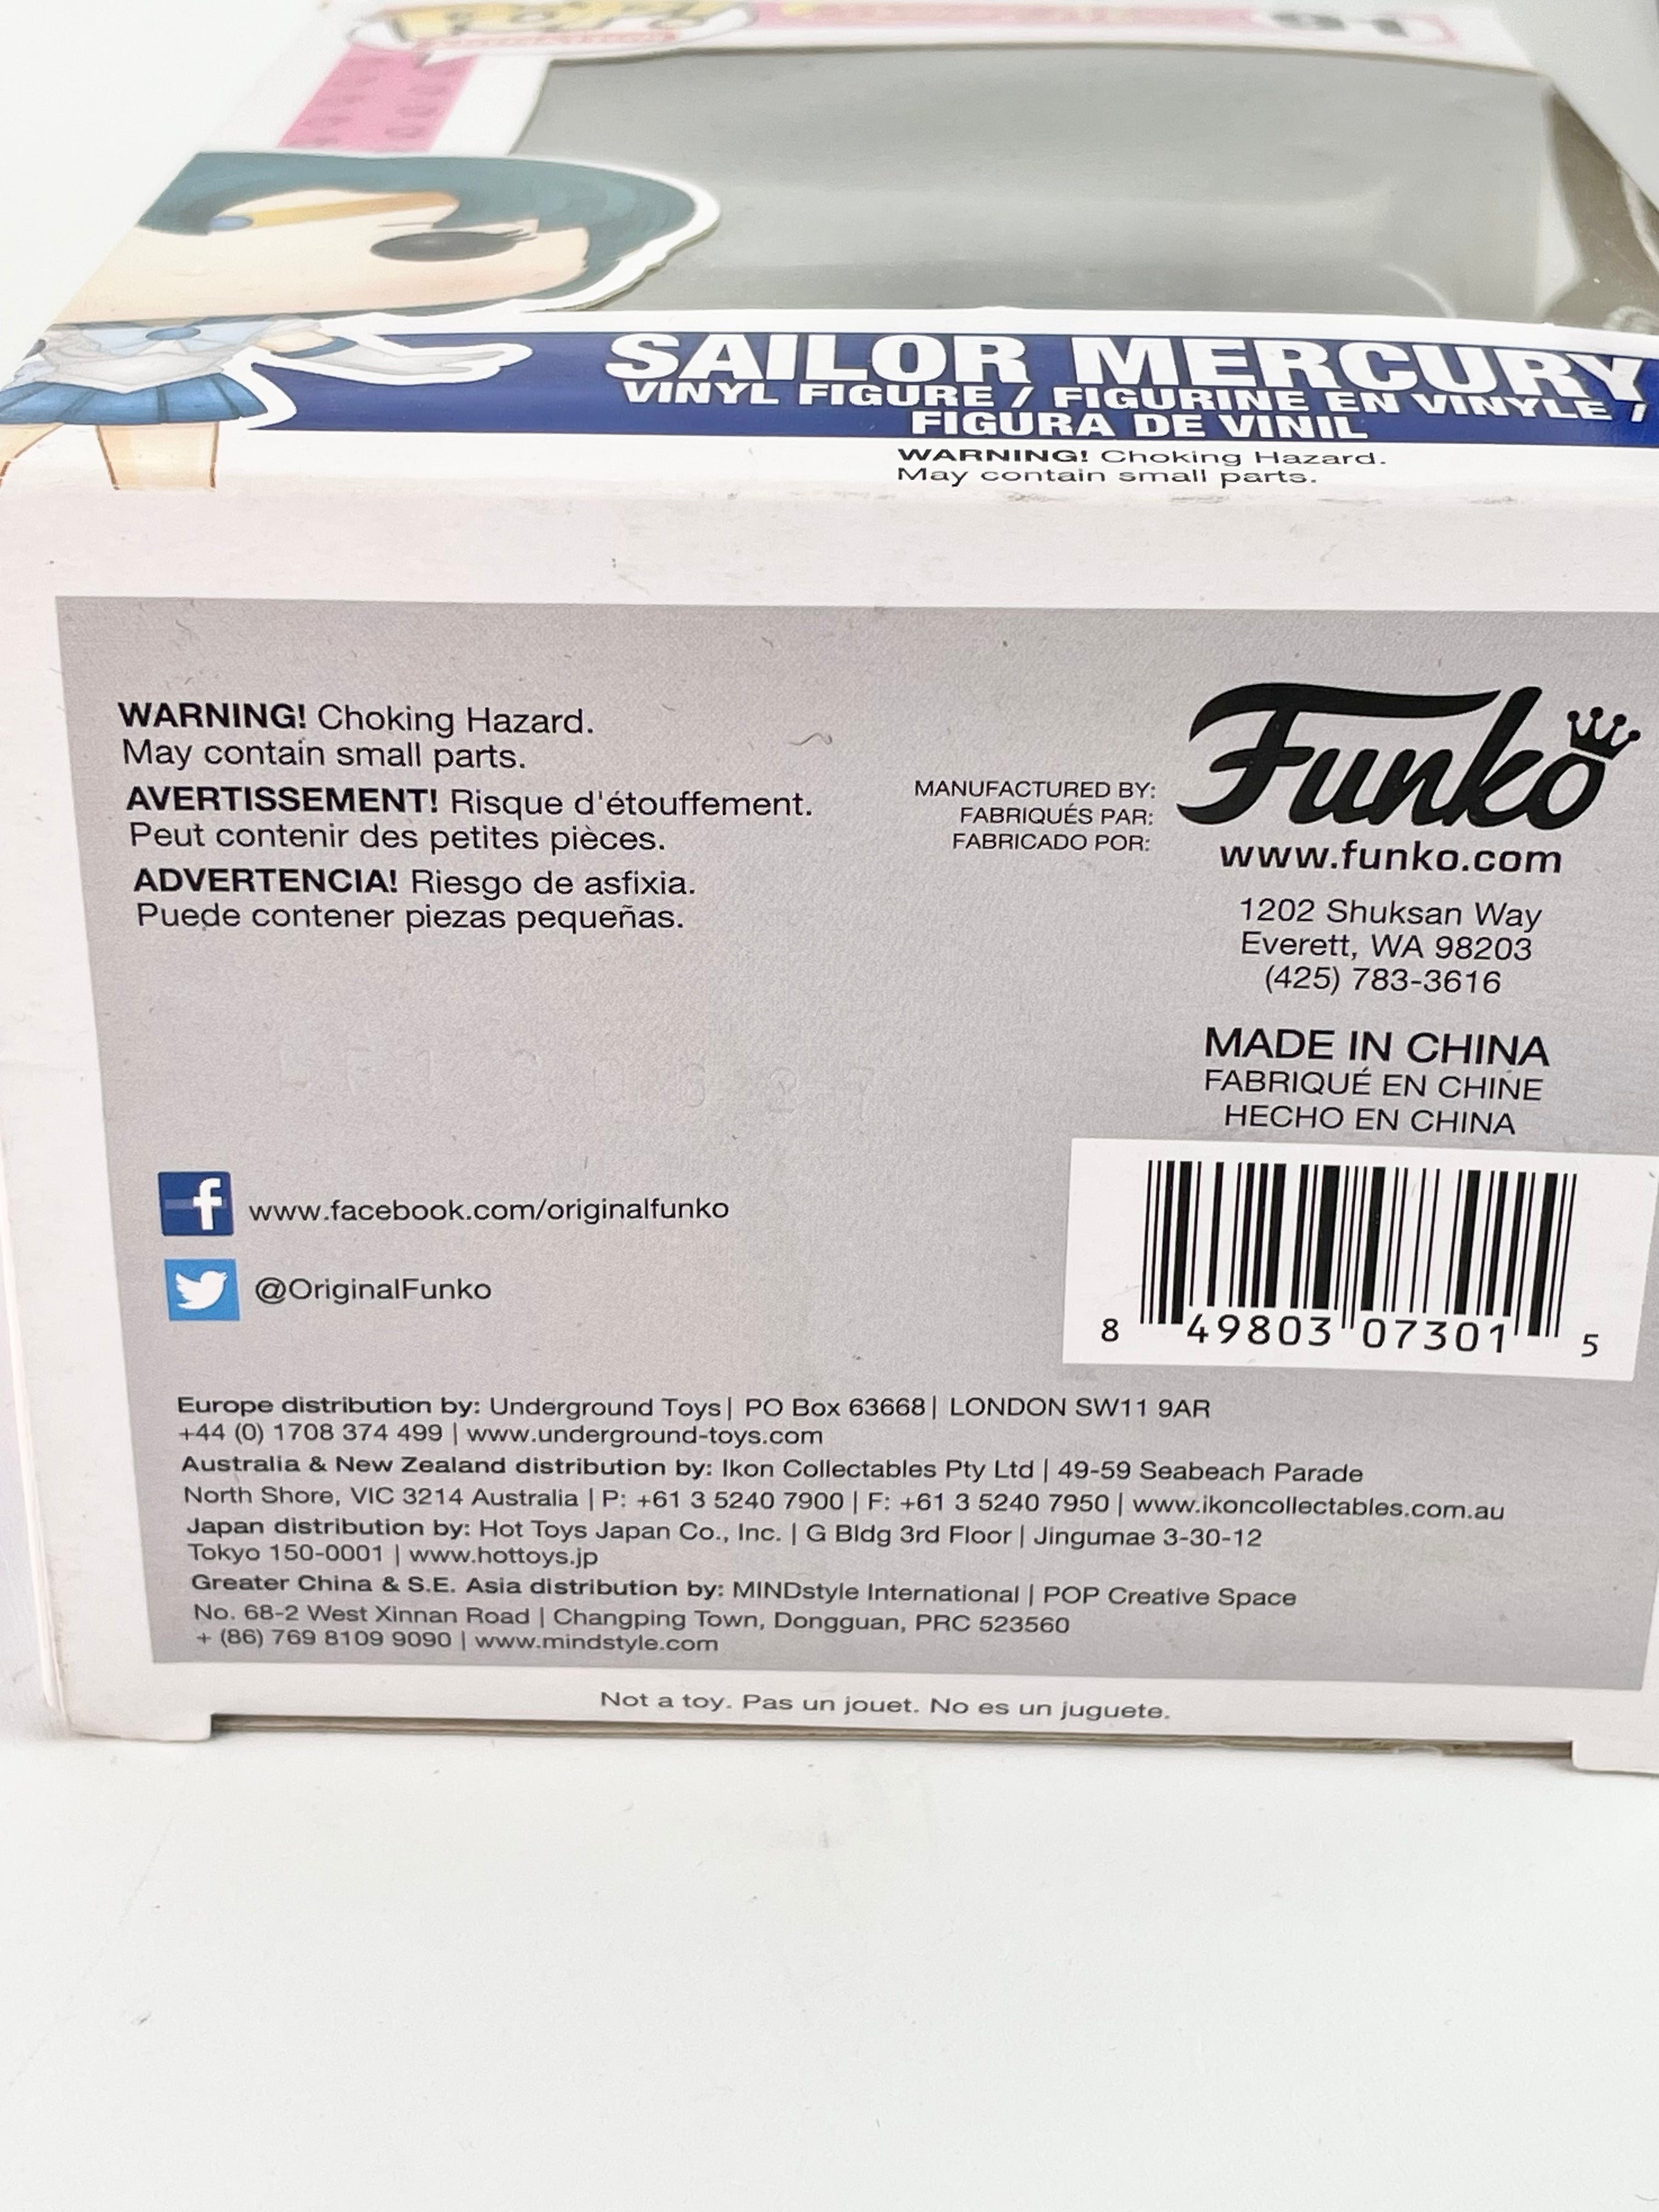 91
SAILOR MERCURY
VINYL FIGURE / FIGURINE EN VINYLE /
FIGURA DE VINIL
WARNING! Choking Hazard.
May contain small parts.
WARNING! Choking Hazard.
May contain small parts.
AVERTISSEMENT! Risque d'étouffement.
Peut contenir des petites pièces.
ADVERTENCIA! Riesgo de asfixia.
Puede contener piezas pequeñas.
MANUFACTURED BY:
FABRIQUÉS PAR:
FABRICADO POR:
Funko
www.funko.com
1202 Shuksan Way
Everett, WA 98203
(425) 783-3616
MADE IN CHINA
FABRIQUÉ EN CHINE
HECHO EN CHINA
f www.facebook.com/originalfunko
@OriginalFunko
8 49803 07301 5
Europe distribution by: Underground Toys| PO Box 63668| LONDON SW11 9AR
+44 (0) 1708 374 499 | www.underground-toys.com
Australia & New Zealand distribution by: Ikon Collectables Pty Ltd | 49-59 Seabeach Parade
North Shore, VIC 3214 Australia | P: +61 3 5240 7900 | F: +61 3 5240 7950 | www.ikoncollectables.com.au
Japan distribution by: Hot Toys Japan Co., Inc. | G Bldg 3rd Floor | Jingumae 3-30-12
Tokyo 150-0001 | www.hottoys.jp
Greater China & S.E. Asia distribution by: MINDstyle International | POP Creative Space
No. 68-2 West Xinnan Road | Changping Town, Dongguan, PRC 523560
+ (86) 769 8109 9090 | www.mindstyle.com
Not a toy. Pas un jouet. No es un juguete.